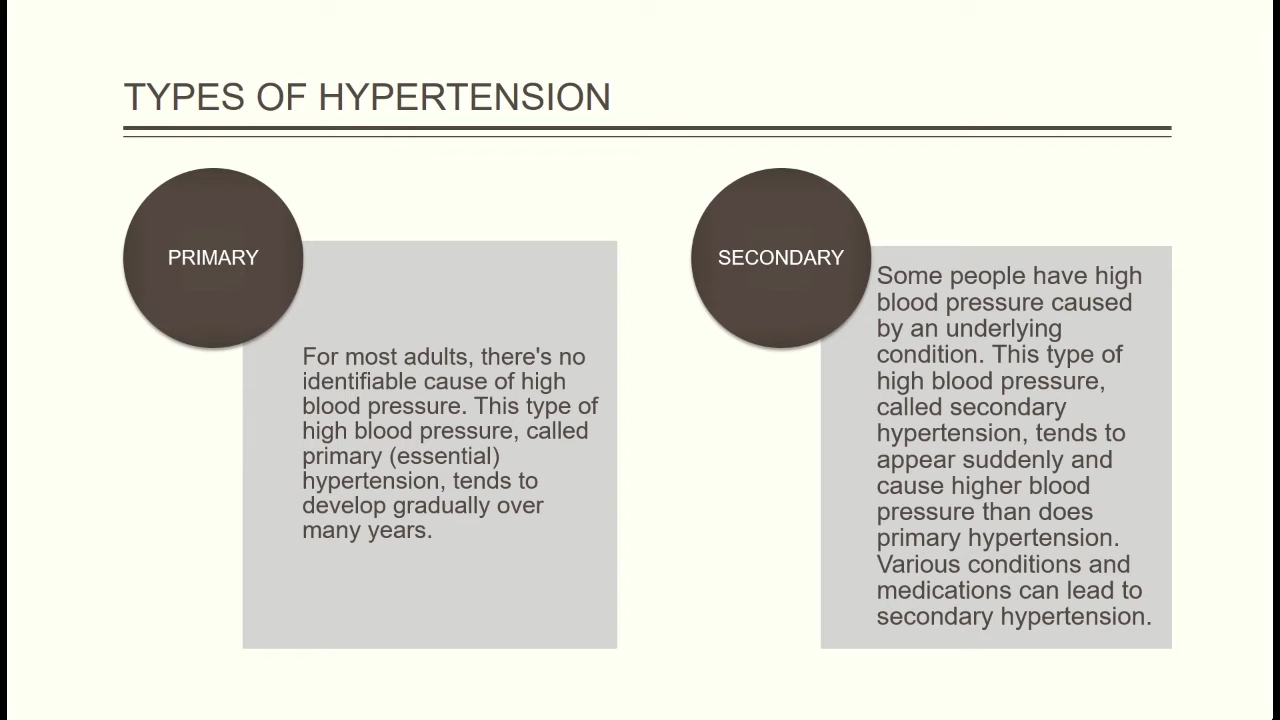 TYPES OF HYPERTENSION
PRIMARY
For most adults, there's no
identifiable cause of high
blood pressure. This type of
high blood pressure, called
primary (essential)
hypertension, tends to
develop gradually over
many years.
SECONDARY
Some people have high
blood pressure caused
by an underlying
condition. This type of
high blood pressure,
called secondary
hypertension, tends to
appear suddenly and
cause higher blood
pressure than does
primary hypertension.
Various conditions and
medications can lead to
secondary hypertension.